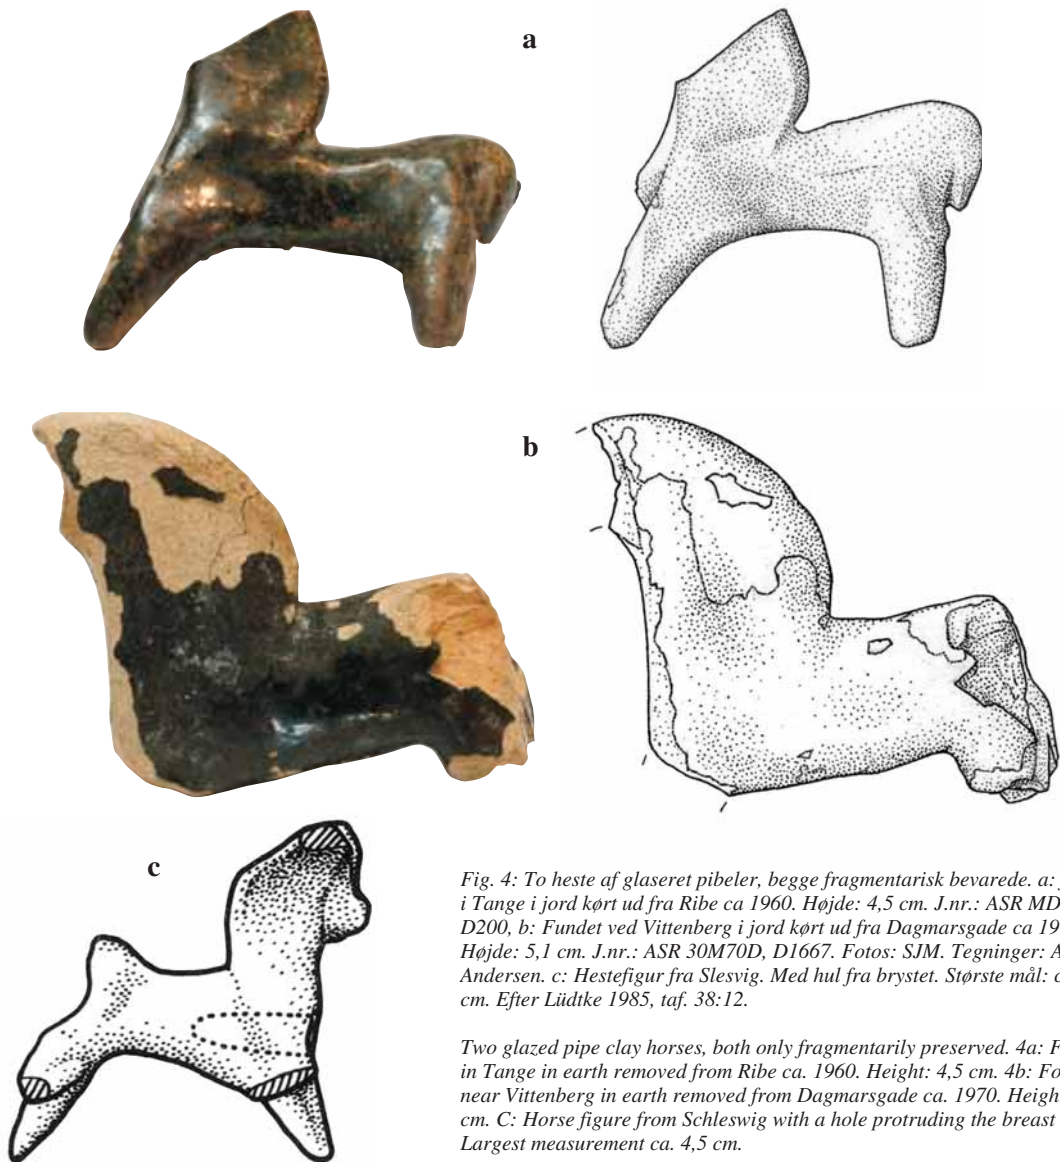 a
b
c
Fig. 4: To heste af glaseret pibeler, begge fragmentarisk bevarede. a:
i Tange i jord kørt ud fra Ribe ca 1960. Højde: 4,5 cm. J.nr.: ASR MD
D200, b: Fundet ved Vittenberg i jord kørt ud fra Dagmarsgade ca 19
Højde: 5,1 cm. J.nr.: ASR 30M70D, D1667. Fotos: SJM. Tegninger: A
Andersen. c: Hestefigur fra Slesvig. Med hul fra brystet. Største mål: c
cm. Efter Lüdtke 1985, taf. 38:12.
Two glazed pipe clay horses, both only fragmentarily preserved. 4a: F
in Tange in earth removed from Ribe ca. 1960. Height: 4,5 cm. 4b: Fo
near Vittenberg in earth removed from Dagmarsgade ca. 1970. Height
cm. C: Horse figure from Schleswig with a hole protruding the breast
Largest measurement ca. 4,5 cm.